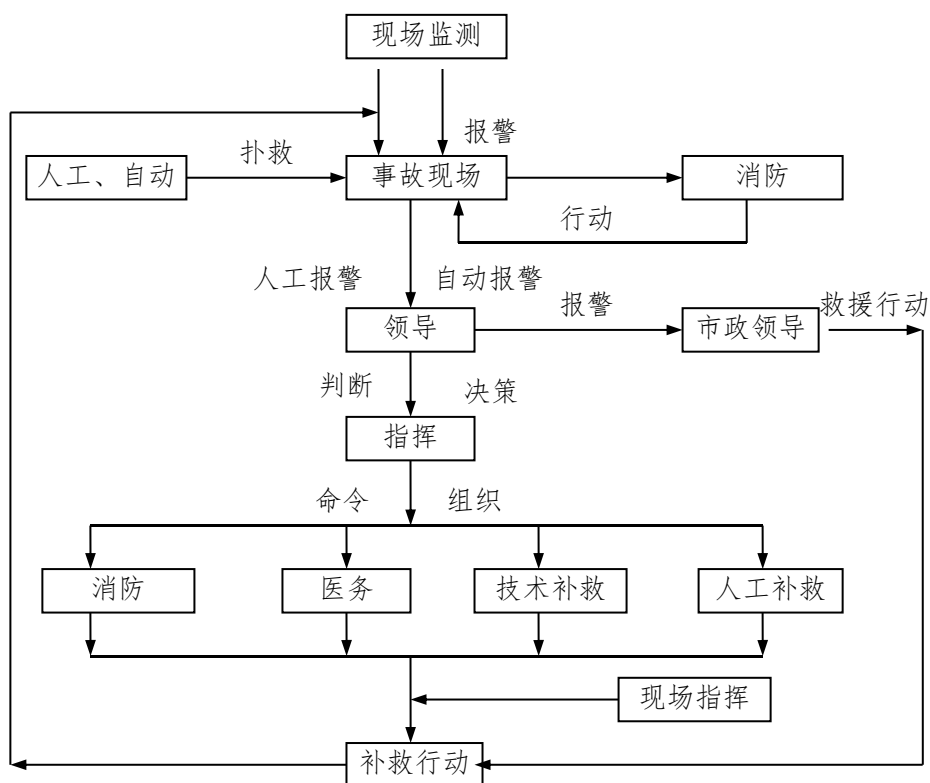 现场监测
报警
扑救
人工、自动
事故现场
消防
行动
人工报警
自动报警
报警
救援行动
领导
市政领导
判断
决策
指挥
命令
组织
消防
医务
技术补救
人工补救
现场指挥
补救行动